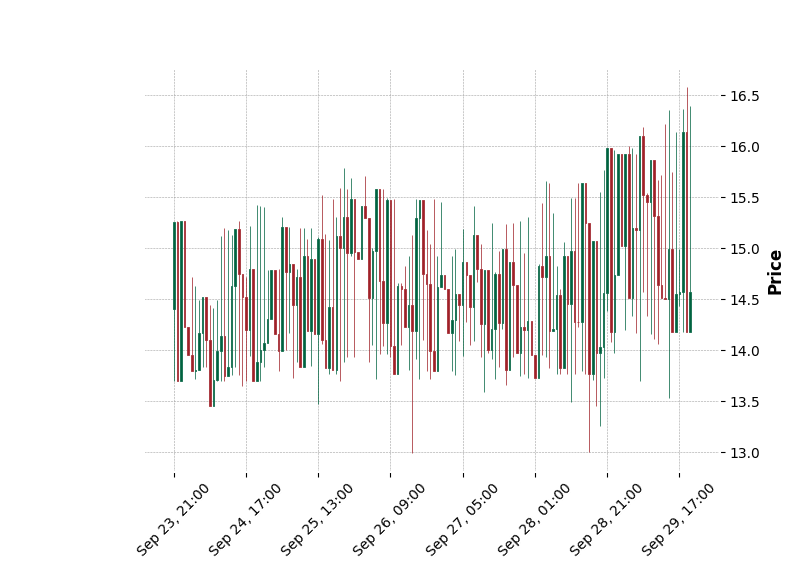 16.5
16.0
15.5
15.0
14.5
14.0
13.5
13.0
Price
Sep 23, 21:00
Sep 24, 17:00
Sep 25, 13:00
Sep 26, 09:00
Sep 27, 05:00
Sep 28, 01:00
Sep 28, 21:00
Sep 29, 17:00